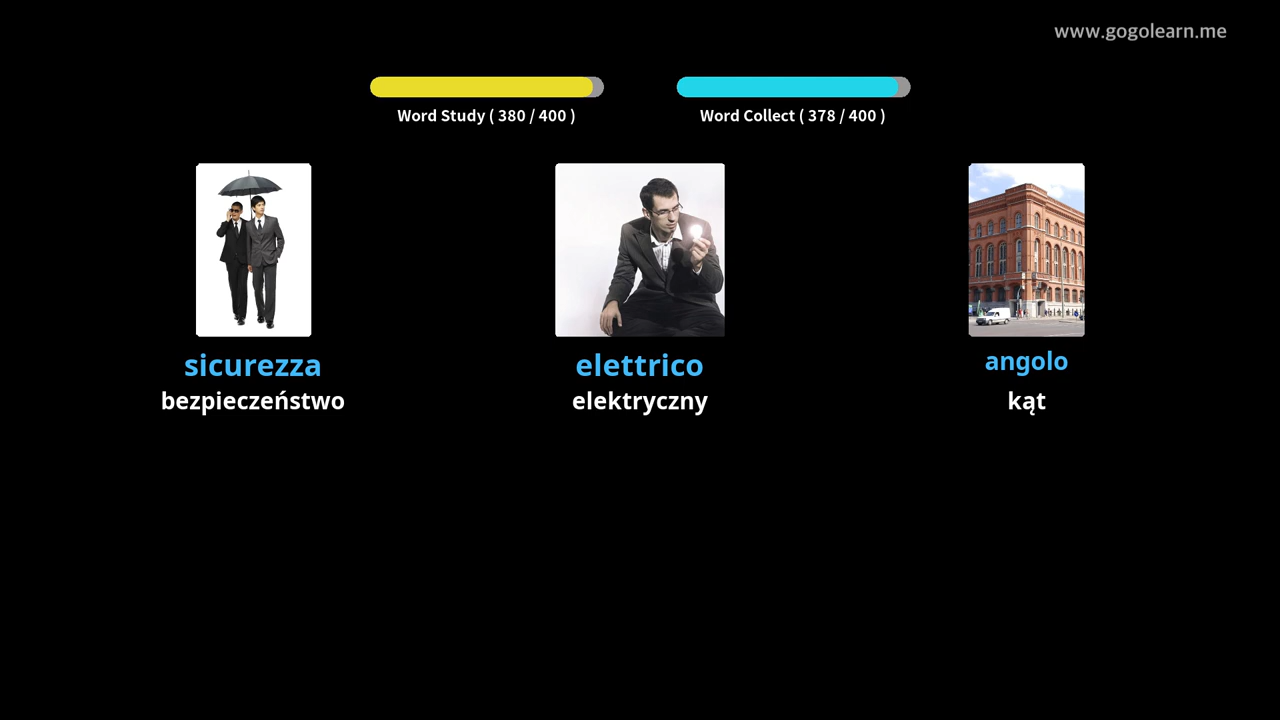 www.gogolearn.me
Word Study ( 380 / 400 )
Word Collect ( 378 / 400 )
sicurezza
bezpieczeństwo
elettrico
elektryczny
angolo
kąt